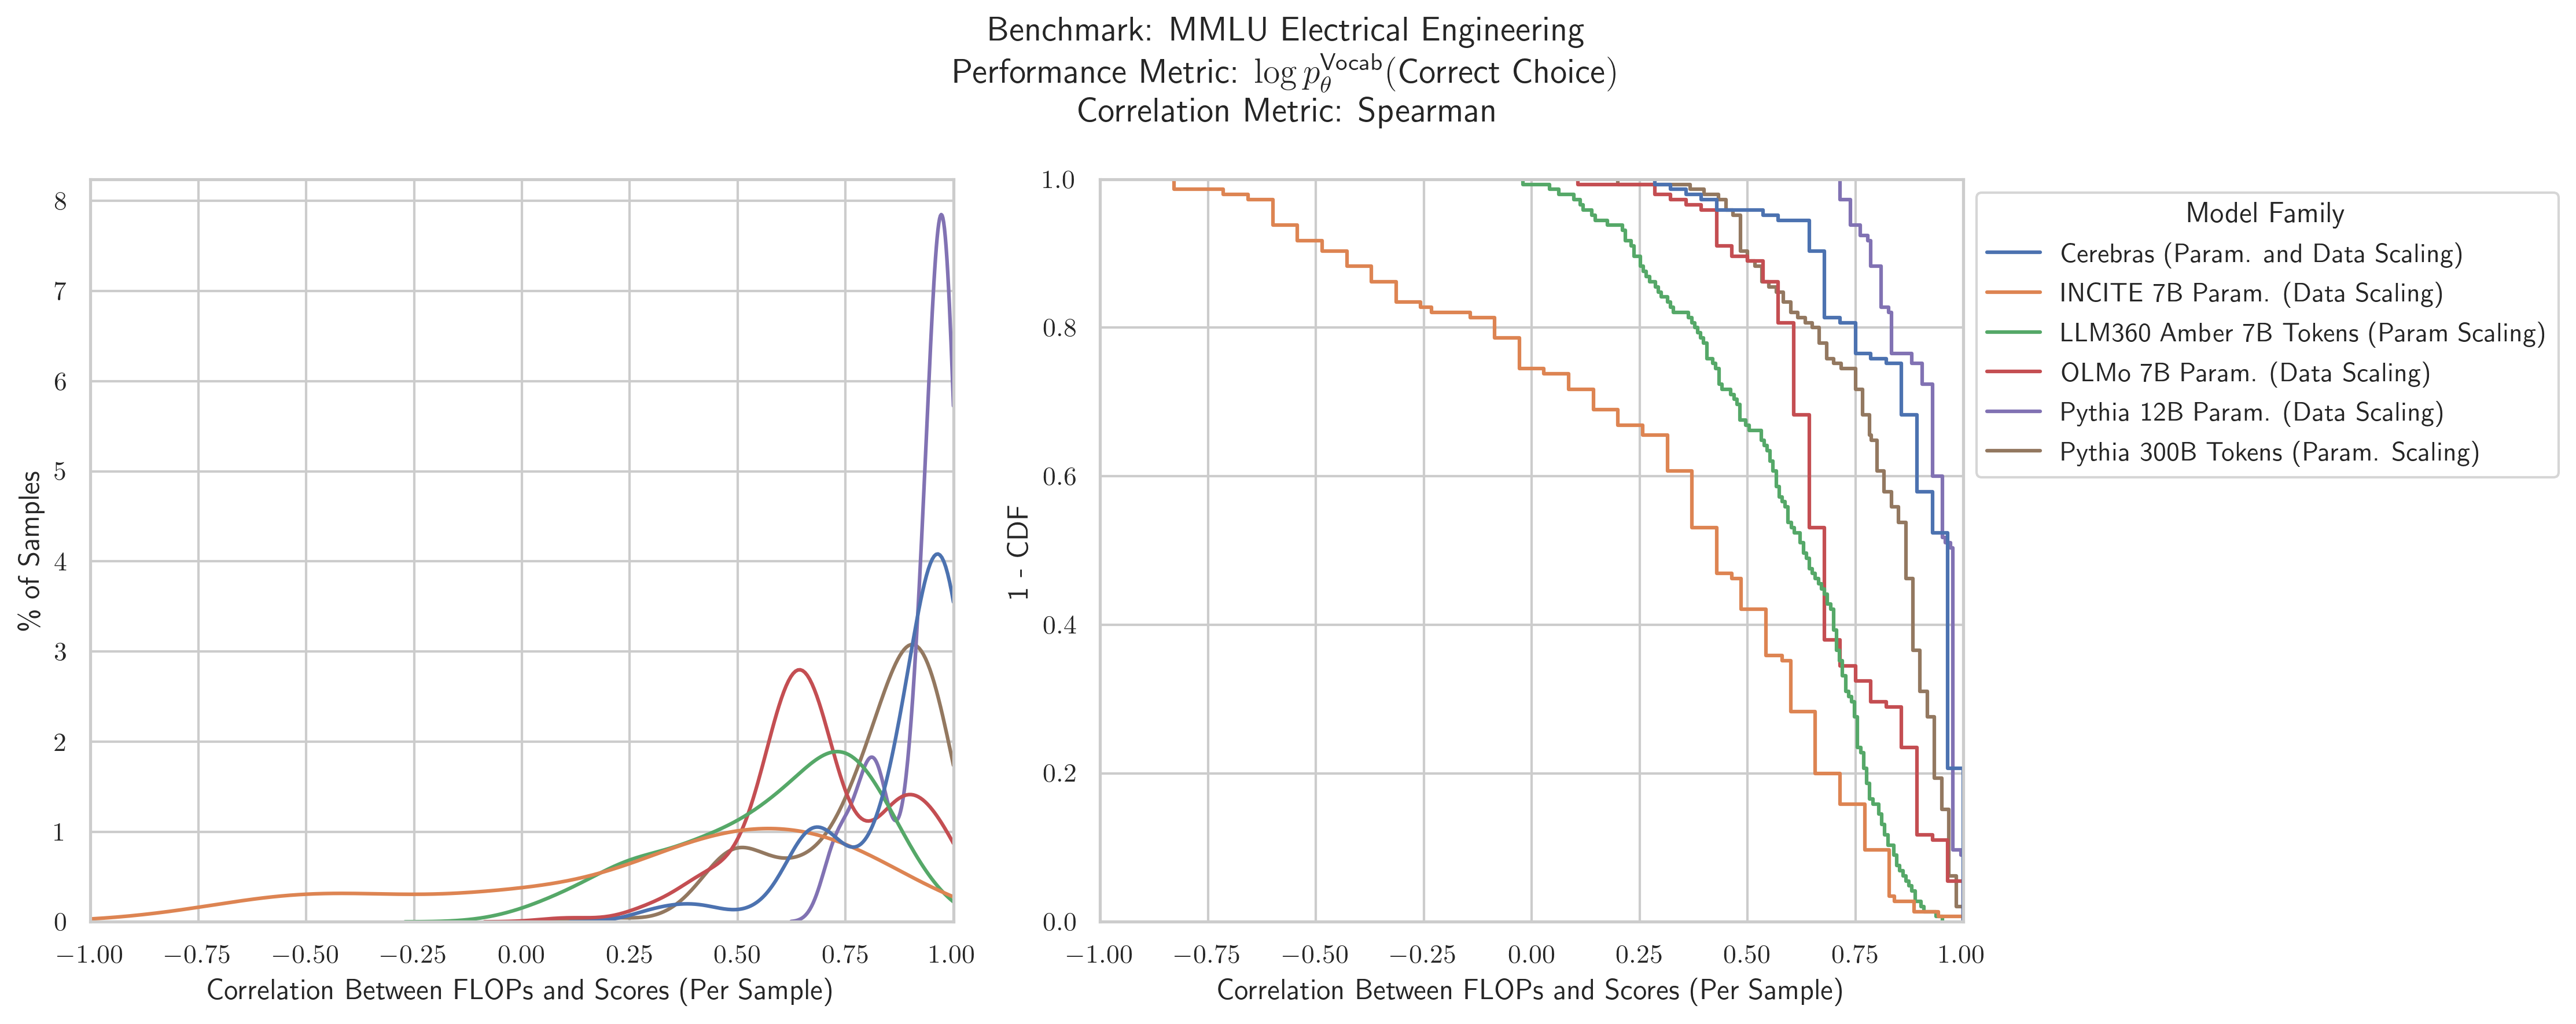 Benchmark: MMLU Electrical Engineering
Performance Metric: log p_θ^Vocab(Correct Choice)
Correlation Metric: Spearman
8
7
6
5
4
3
2
1
0
% of Samples
−1.00 −0.75 −0.50 −0.25 0.00 0.25 0.50 0.75 1.00
Correlation Between FLOPs and Scores (Per Sample)
1.0
0.8
0.6
0.4
0.2
0.0
1 - CDF
−1.00 −0.75 −0.50 −0.25 0.00 0.25 0.50 0.75 1.00
Correlation Between FLOPs and Scores (Per Sample)
Model Family
Cerebras (Param. and Data Scaling)
INCITE 7B Param. (Data Scaling)
LLM360 Amber 7B Tokens (Param Scaling)
OLMo 7B Param. (Data Scaling)
Pythia 12B Param. (Data Scaling)
Pythia 300B Tokens (Param. Scaling)